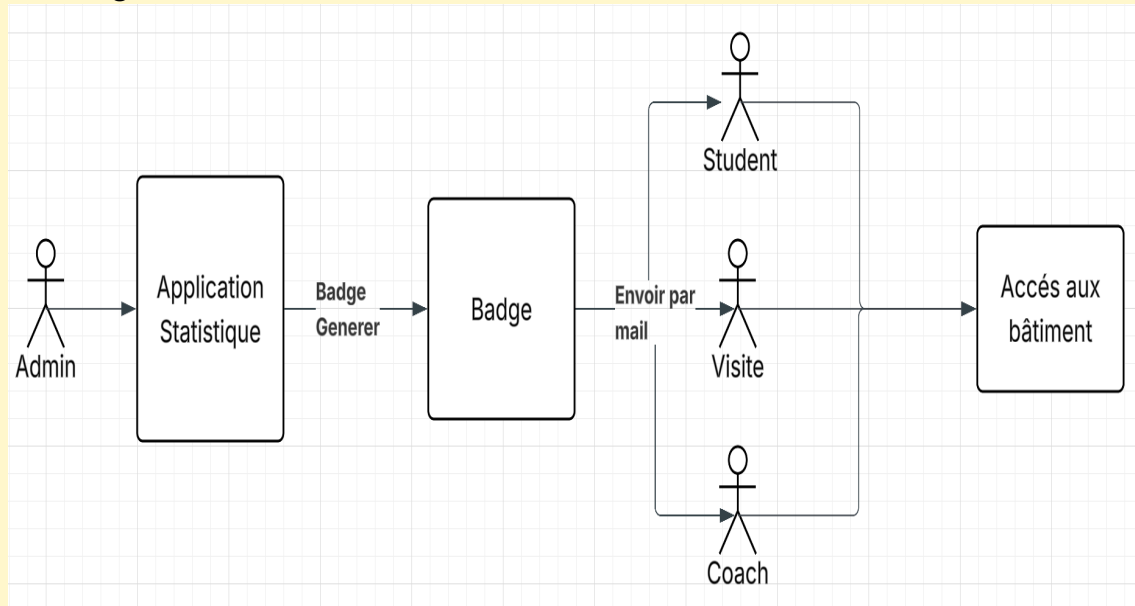 Student
Application
Statistique
Badge
Generer
Badge
Envoir par
mail
Accés aux
bâtiment
Admin
Visite
Coach